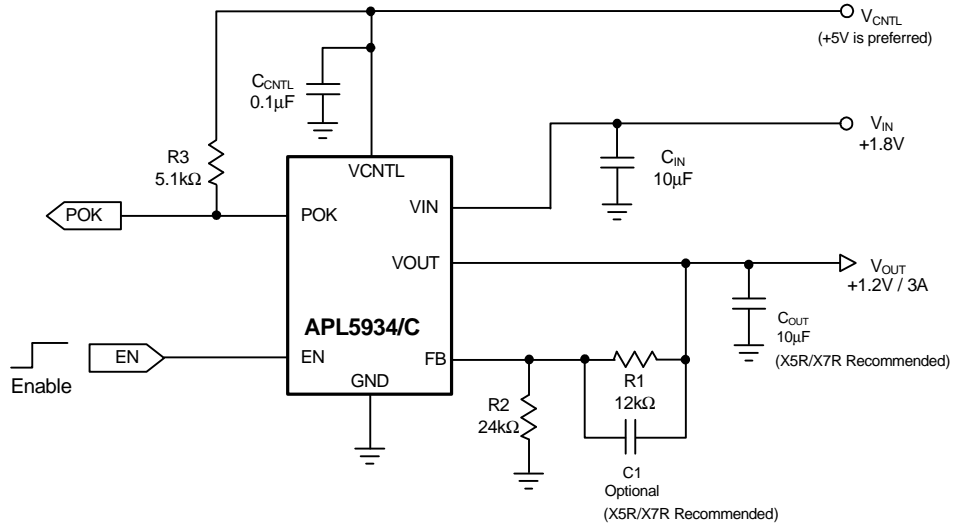 VCNTL
(+5V is preferred)
CCNTL
0.1μF
VIN
+1.8V
R3
5.1kΩ
CIN
10μF
VCNTL
POK
POK
VIN
VOUT
VOUT
+1.2V / 3A
APL5934/C
COUT
10μF
(X5R/X7R Recommended)
EN
EN
FB
Enable
GND
R1
12kΩ
R2
24kΩ
C1
Optional
(X5R/X7R Recommended)